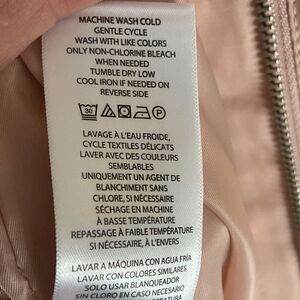 MACHINE WASH COLD
GENTLE CYCLE
WASH WITH LIKE COLORS
ONLY NON-CHLORINE BLEACH
WHEN NEEDED
TUMBLE DRY LOW
COOL IRON IF NEEDED ON
REVERSE SIDE
30
LAVAGE À L'EAU FROIDE,
CYCLE TEXTILES DÉLICATS
LAVER AVEC DES COULEURS
SEMBLABLES
UNIQUEMENT UN AGENT DE
BLANCHIMENT SANS
CHLORE, SI NÉCESSAIRE,
SÉCHAGE EN MACHINE
À BASSE TEMPÉRATURE
REPASSAGE À FAIBLE TEMPÉRATURE
SI NÉCESSAIRE, À L'ENVERS
LAVAR A MÁQUINA CON AGUA FRÍA
LAVAR CON COLORES SIMILARES
SOLO USAR BLANQUEADOR
SIN CLORO EN CASO NECESARIO